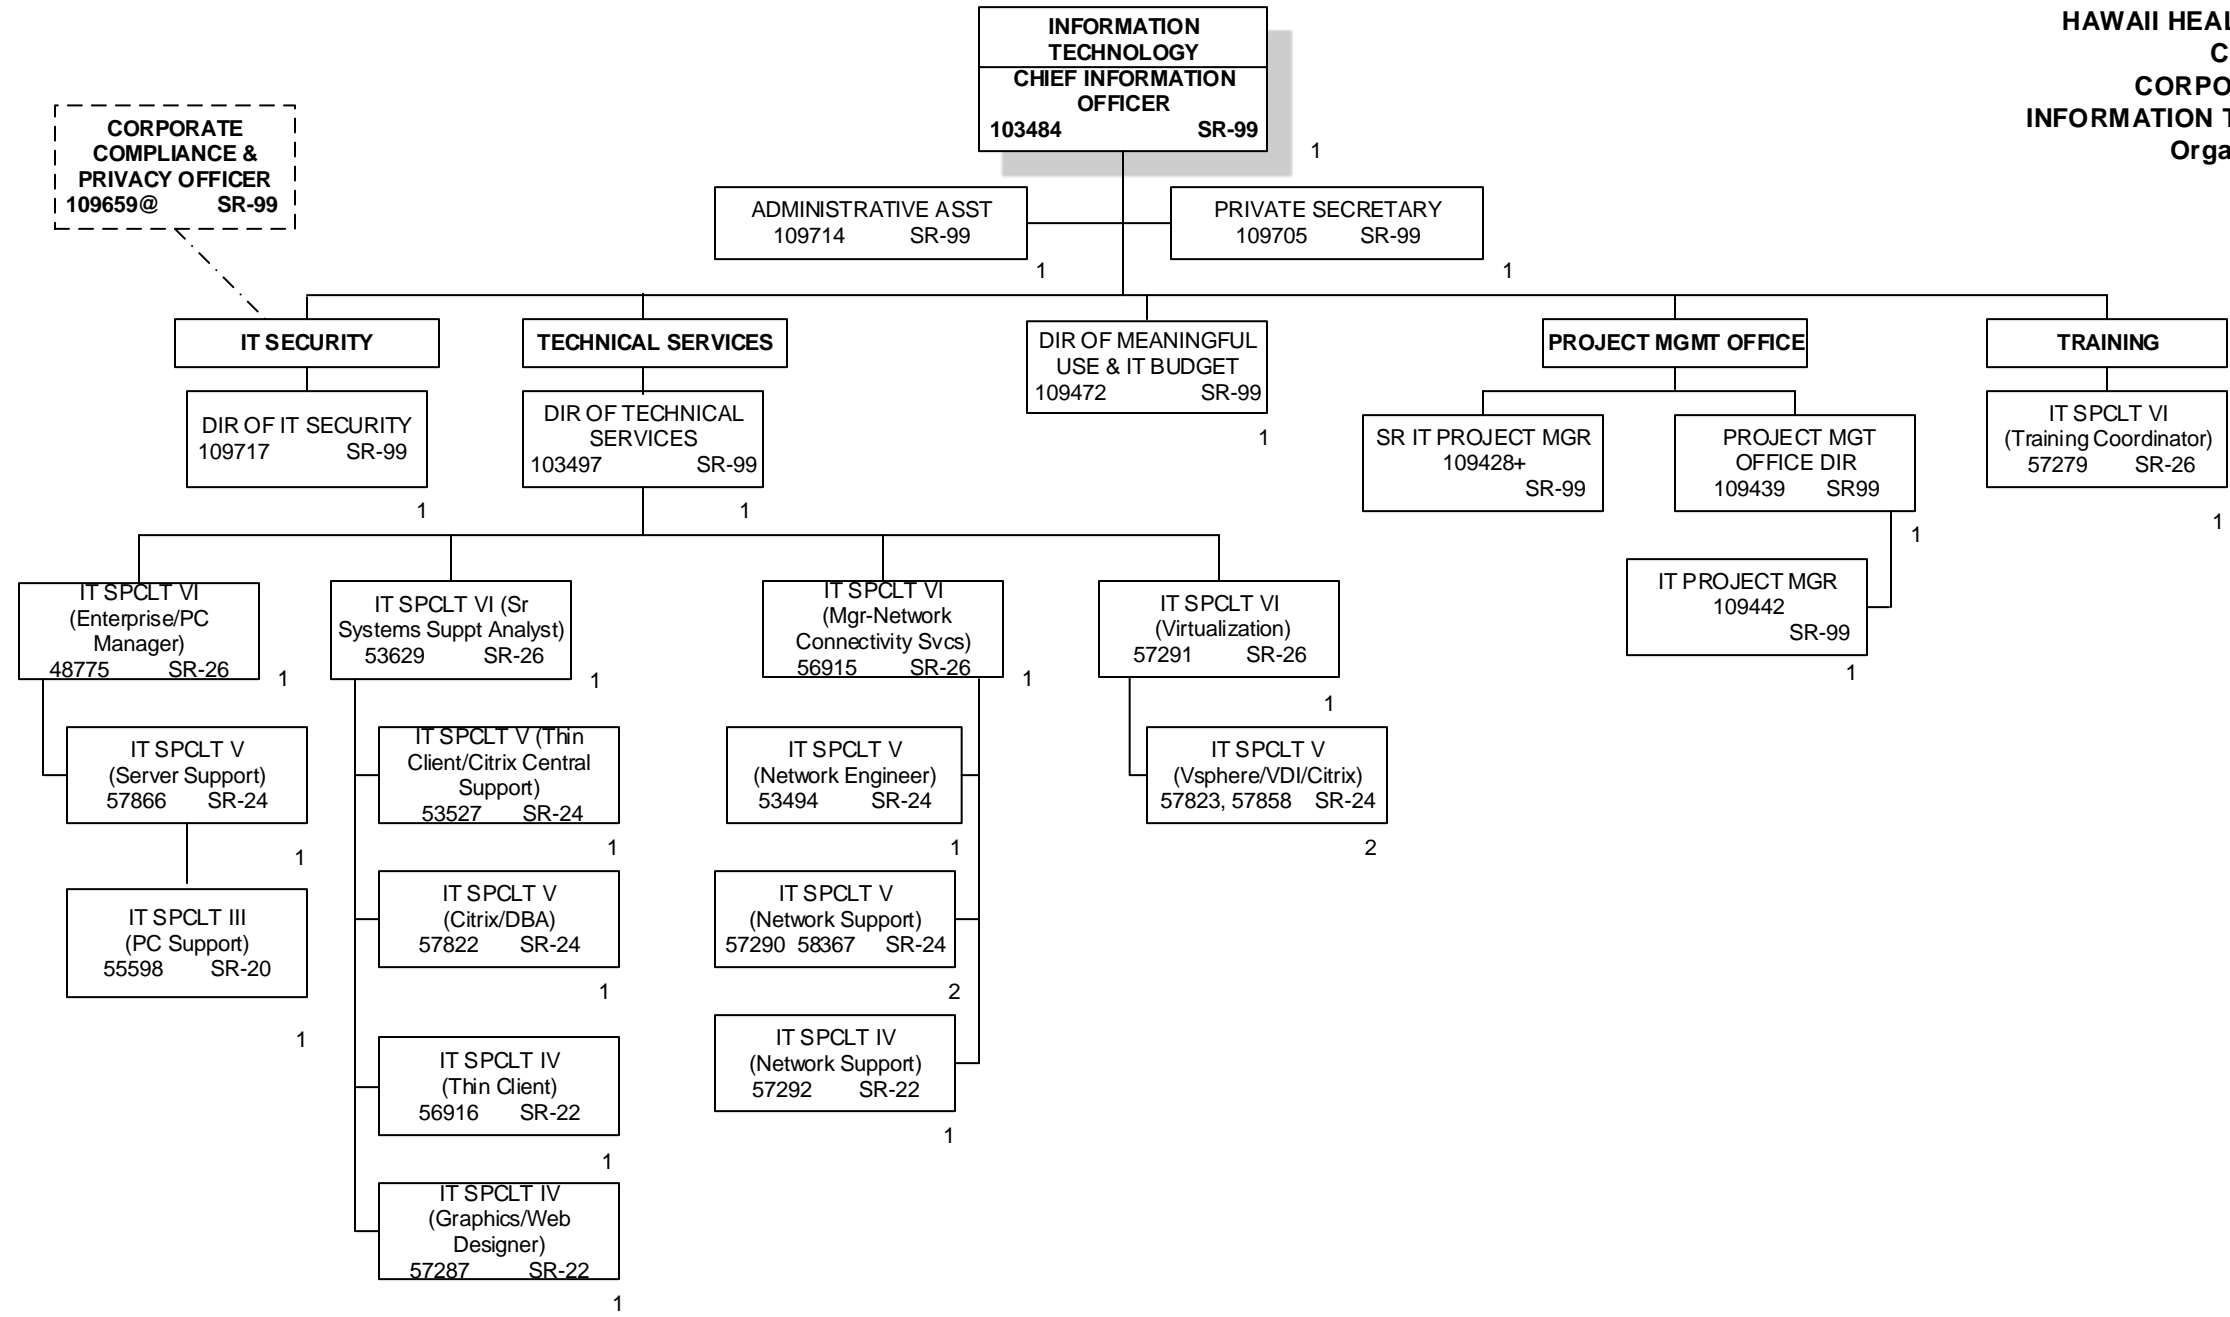 INFORMATION
TECHNOLOGY
CHIEF INFORMATION
OFFICER
103484 SR-99
1
HAWAII HEAL
C
CORPO
INFORMATION T
Orga
CORPORATE
COMPLIANCE &
PRIVACY OFFICER
109659@ SR-99
ADMINISTRATIVE ASST
109714 SR-99
1
PRIVATE SECRETARY
109705 SR-99
1
IT SECURITY
DIR OF IT SECURITY
109717 SR-99
1
TECHNICAL SERVICES
DIR OF TECHNICAL
SERVICES
103497 SR-99
1
DIR OF MEANINGFUL
USE & IT BUDGET
109472 SR-99
1
PROJECT MGMT OFFICE
SR IT PROJECT MGR
109428+
SR-99
PROJECT MGT
OFFICE DIR
109439 SR99
1
IT PROJECT MGR
109442
SR-99
1
TRAINING
IT SPCLT VI
(Training Coordinator)
57279 SR-26
1
IT SPCLT VI
(Enterprise/PC
Manager)
48775 SR-26
1
IT SPCLT V
(Server Support)
57866 SR-24
1
IT SPCLT III
(PC Support)
55598 SR-20
1
IT SPCLT VI (Sr
Systems Suppt Analyst)
53629 SR-26
1
IT SPCLT V (Thin
Client/Citrix Central
Support)
53527 SR-24
1
IT SPCLT V
(Citrix/DBA)
57822 SR-24
1
IT SPCLT IV
(Thin Client)
56916 SR-22
1
IT SPCLT IV
(Graphics/Web
Designer)
57287 SR-22
1
IT SPCLT VI
(Mgr-Network
Connectivity Svcs)
56915 SR-26
1
IT SPCLT V
(Network Engineer)
53494 SR-24
1
IT SPCLT V
(Network Support)
57290 58367 SR-24
2
IT SPCLT IV
(Network Support)
57292 SR-22
1
IT SPCLT VI
(Virtualization)
57291 SR-26
1
IT SPCLT V
(Vsphere/VDI/Citrix)
57823, 57858 SR-24
2